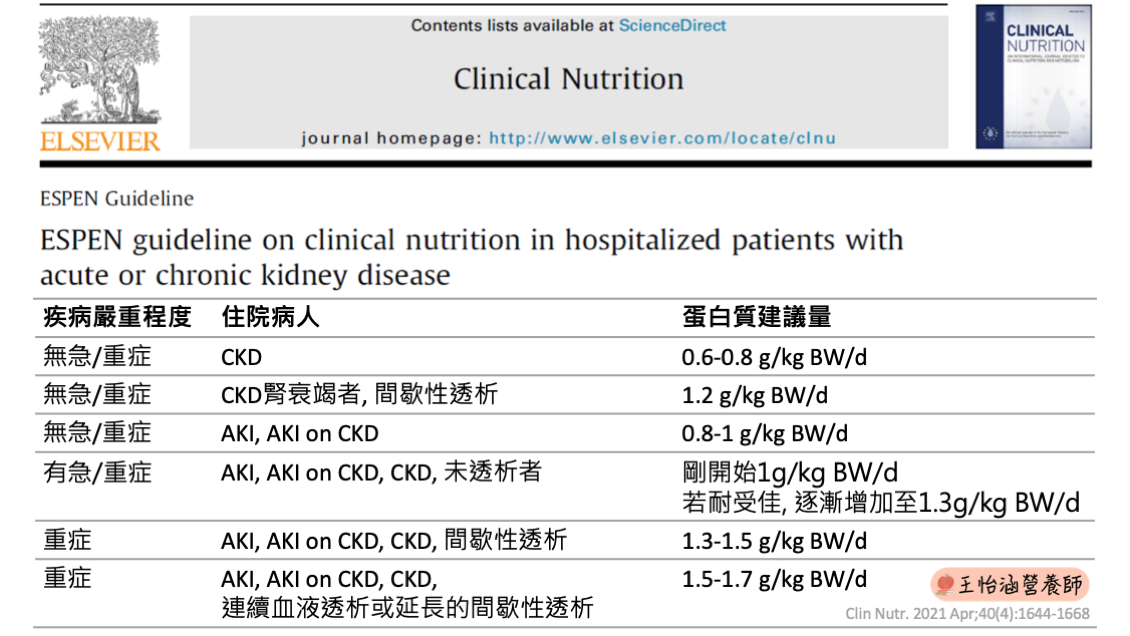 Contents lists available at ScienceDirect
Clinical Nutrition
journal homepage: http://www.elsevier.com/locate/clnu
ELSEVIER
CLINICAL
NUTRITION
ESPEN Guideline
ESPEN guideline on clinical nutrition in hospitalized patients with
acute or chronic kidney disease
疾病嚴重程度 住院病人 蛋白質建議量
無急/重症 CKD 0.6-0.8 g/kg BW/d
無急/重症 CKD腎衰竭者, 間歇性透析 1.2 g/kg BW/d
無急/重症 AKI, AKI on CKD 0.8-1 g/kg BW/d
有急/重症 AKI, AKI on CKD, CKD, 未透析者 剛開始1g/kg BW/d
若耐受佳, 逐漸增加至1.3g/kg BW/d
重症 AKI, AKI on CKD, CKD, 間歇性透析 1.3-1.5 g/kg BW/d
重症 AKI, AKI on CKD, CKD, 1.5-1.7 g/kg BW/d
連續血液透析或延長的間歇性透析
王怡涵營養師
Clin Nutr. 2021 Apr;40(4):1644-1668